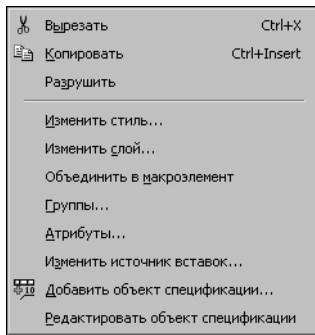 Вырезать Ctrl+X
Копировать Ctrl+Insert
Разрушить
Изменить стиль...
Изменить слой...
Объединить в макроэлемент
Группы...
Атрибуты...
Изменить источник вставок...
Добавить объект спецификации...
Редактировать объект спецификации